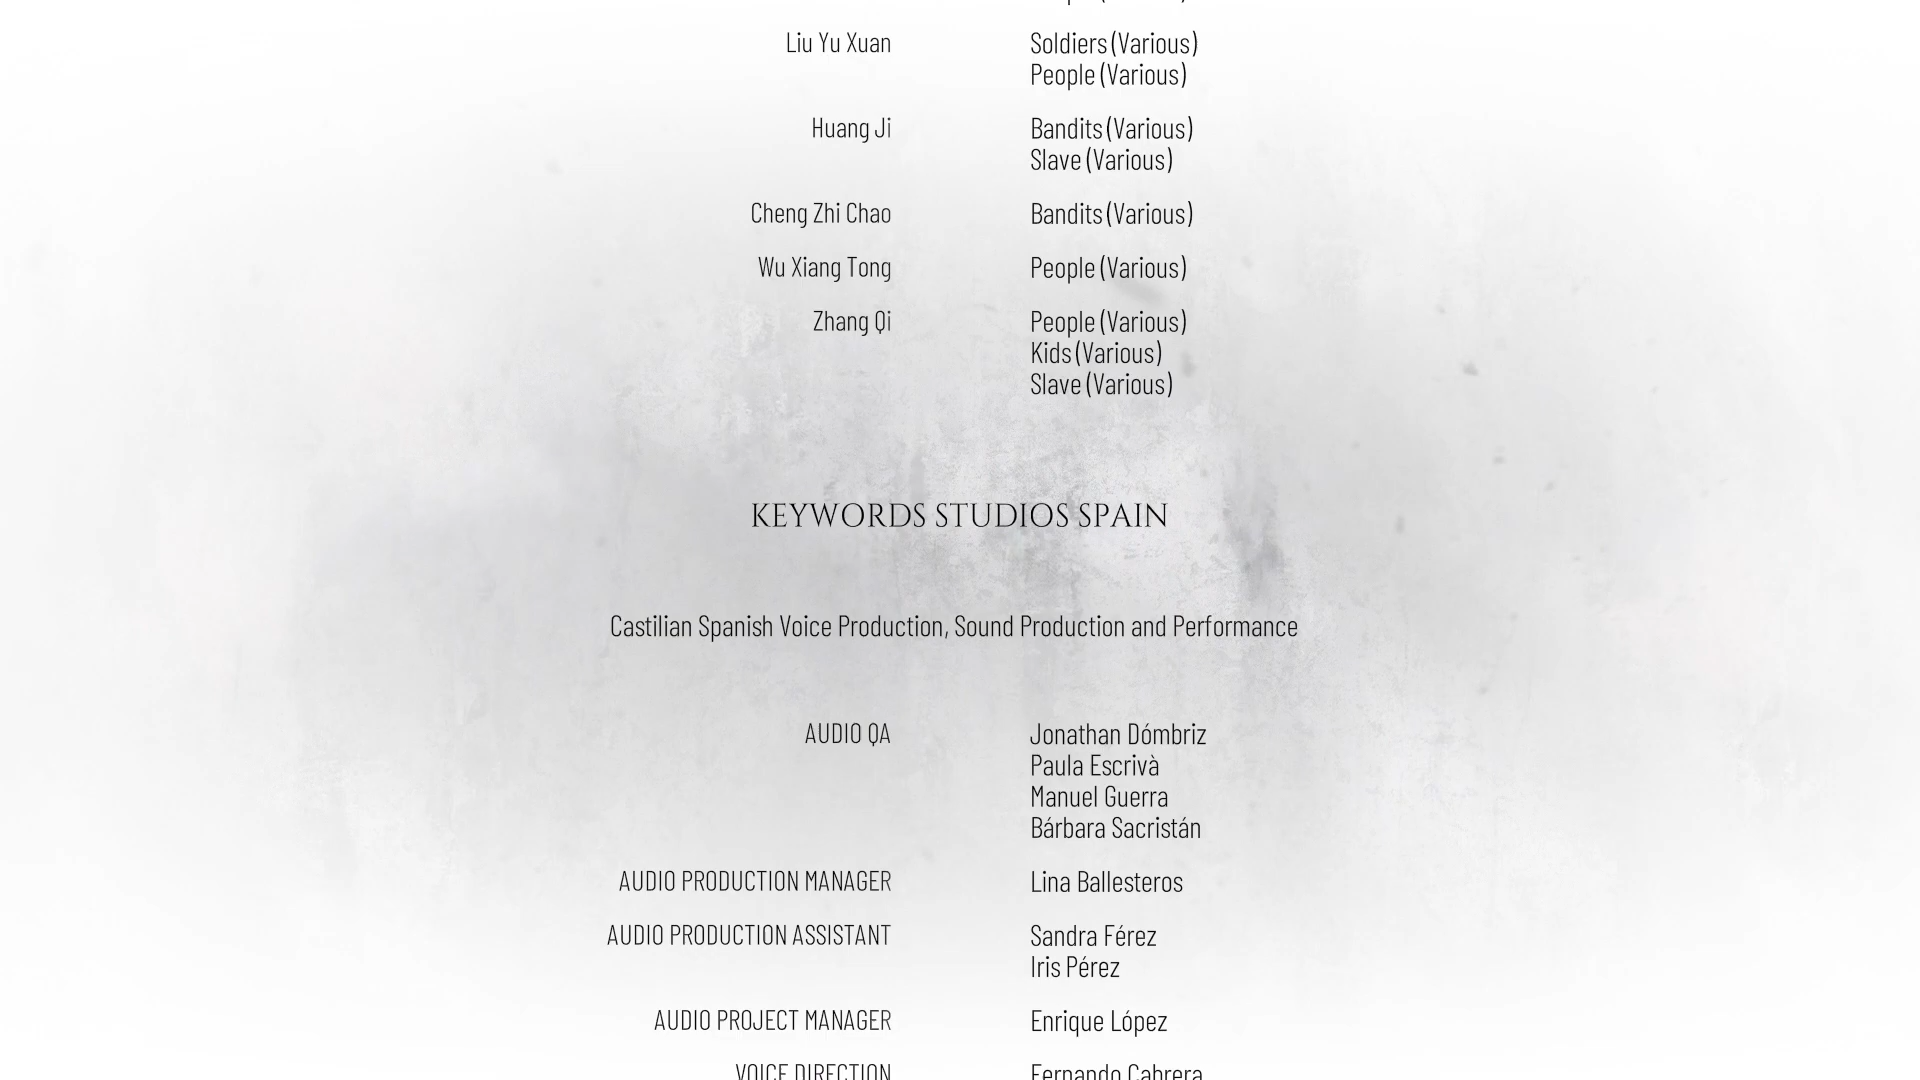 Liu Yu Xuan Soldiers (Various)
People (Various)
Huang Ji Bandits (Various)
Slave (Various)
Cheng Zhi Chao Bandits (Various)
Wu Xiang Tong People (Various)
Zhang Qi People (Various)
Kids (Various)
Slave (Various)
KEYWORDS STUDIOS SPAIN
Castilian Spanish Voice Production, Sound Production and Performance
AUDIO QA Jonathan Dómbriz
Paula Escrivà
Manuel Guerra
Bárbara Sacristán
AUDIO PRODUCTION MANAGER Lina Ballesteros
AUDIO PRODUCTION ASSISTANT Sandra Férez
Iris Pérez
AUDIO PROJECT MANAGER Enrique López
VOICE DIRECTION Fernando Cabrera